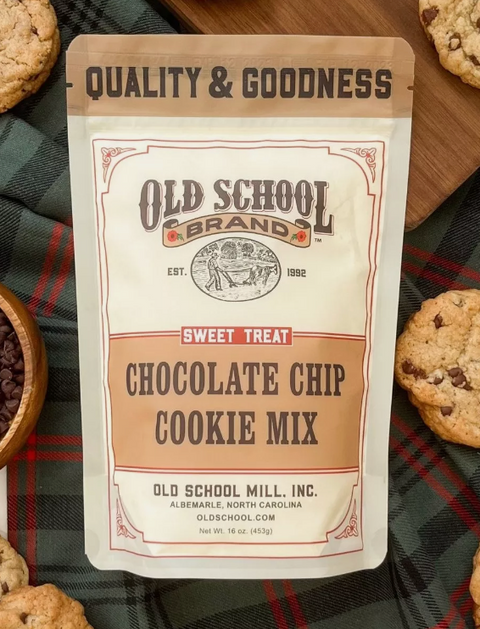 QUALITY & GOODNESS
OLD SCHOOL
BRAND™
EST. 1992
SWEET TREAT
CHOCOLATE CHIP
COOKIE MIX
OLD SCHOOL MILL, INC.
ALBEMARLE, NORTH CAROLINA
OLDSCHOOL.COM
Net Wt. 16 oz. (453g)